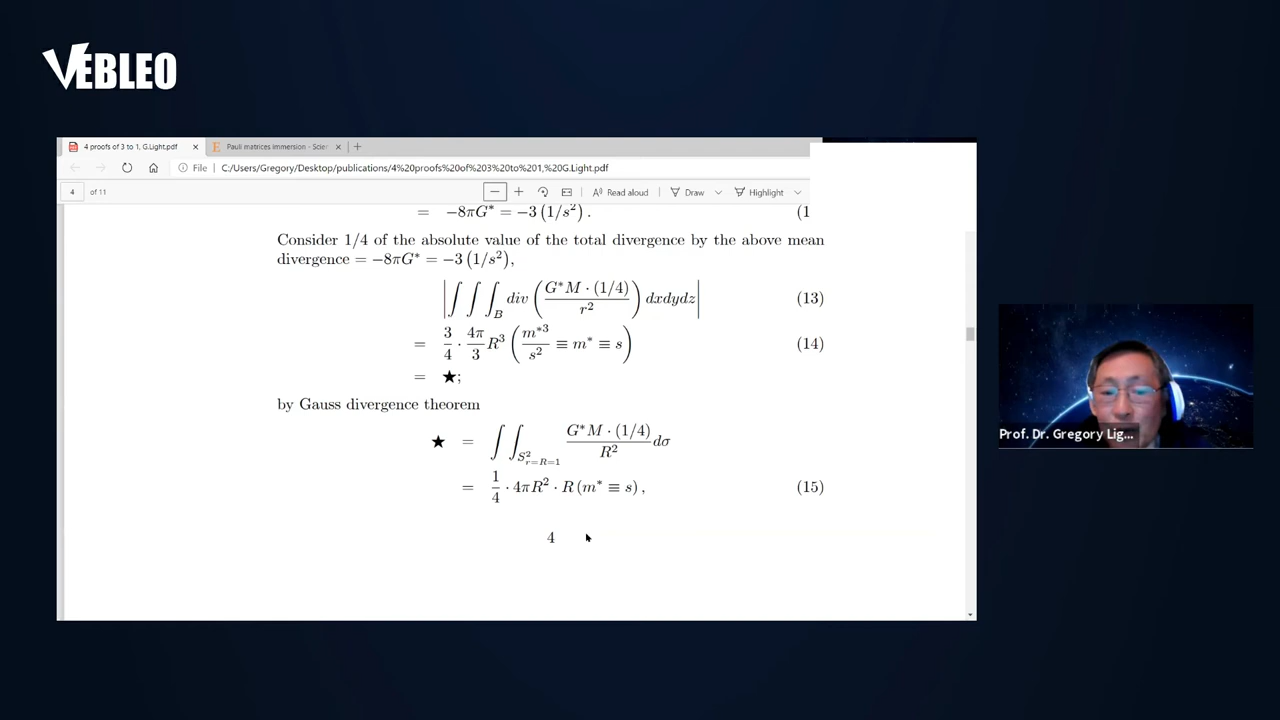 VEBLEO
4 proofs of 3 to 1, G.Light.pdf
Pauli matrices immersion - Scie
File C:/Users/Gregory/Desktop/publications/4%20proofs%20of%203%20to%201,%20G.Light.pdf
4 of 11 Read aloud Draw Highlight
= −8πG* = −3 (1/s²) . (1
Consider 1/4 of the absolute value of the total divergence by the above mean
divergence = −8πG* = −3 (1/s²),
|∫∫∫_B div (G*M · (1/4) / r²) dxdydz| (13)
= 3/4 · 4π/3 R³ (m*³/s² ≡ m* ≡ s) (14)
= ★;
by Gauss divergence theorem
★ = ∫∫_{S²_{r=R=1}} G*M · (1/4) / R² dσ
= 1/4 · 4πR² · R (m* ≡ s) , (15)
4
Prof. Dr. Gregory Lig...